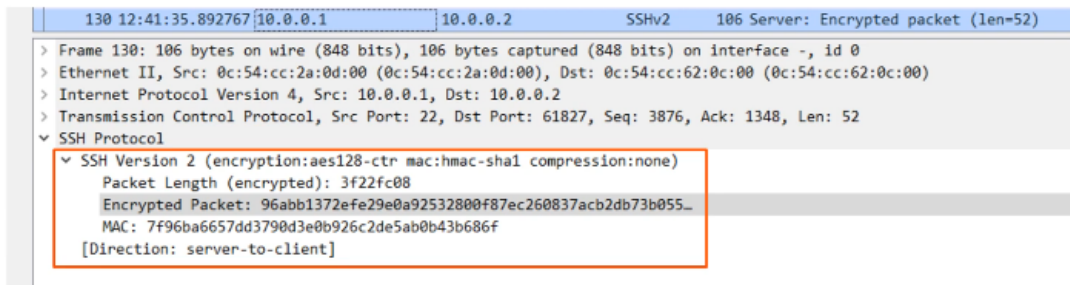 130 12:41:35.892767 10.0.0.1 10.0.0.2 SSHv2 106 Server: Encrypted packet (len=52)
> Frame 130: 106 bytes on wire (848 bits), 106 bytes captured (848 bits) on interface -, id 0
> Ethernet II, Src: 0c:54:cc:2a:0d:00 (0c:54:cc:2a:0d:00), Dst: 0c:54:cc:62:0c:00 (0c:54:cc:62:0c:00)
> Internet Protocol Version 4, Src: 10.0.0.1, Dst: 10.0.0.2
> Transmission Control Protocol, Src Port: 22, Dst Port: 61827, Seq: 3876, Ack: 1348, Len: 52
SSH Protocol
SSH Version 2 (encryption:aes128-ctr mac:hmac-sha1 compression:none)
Packet Length (encrypted): 3f22fc08
Encrypted Packet: 96abb1372efe29e0a92532800f87ec260837acb2db73b055…
MAC: 7f96ba6657dd3790d3e0b926c2de5ab0b43b686f
[Direction: server-to-client]